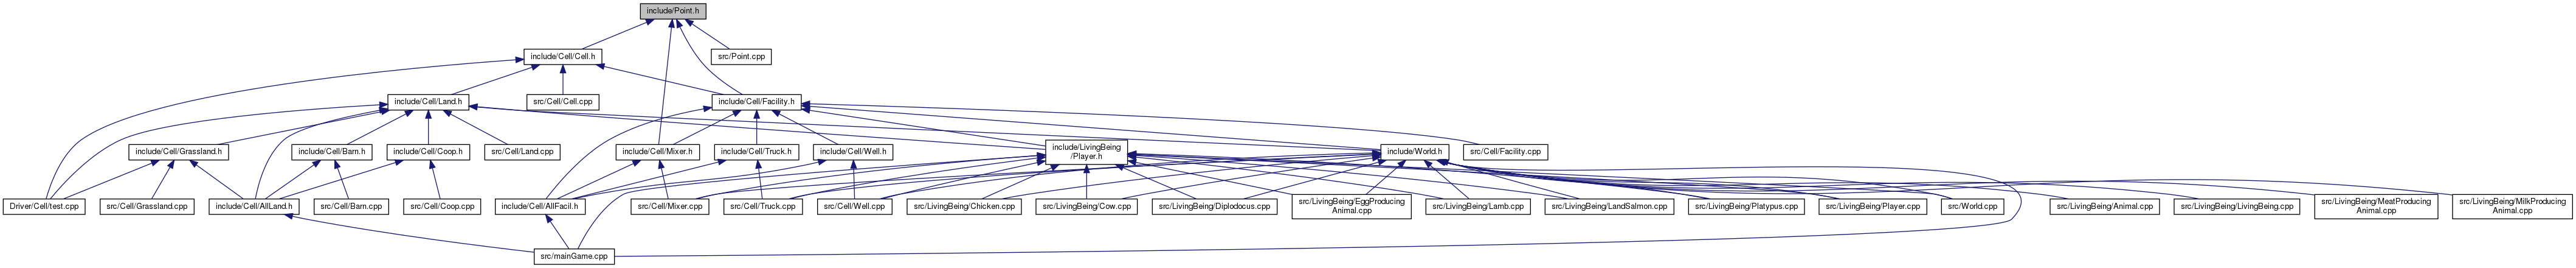 include/Point.h
include/Cell/Cell.h
src/Point.cpp
include/Cell/Land.h
src/Cell/Cell.cpp
include/Cell/Facility.h
include/Cell/Grassland.h
include/Cell/Barn.h
include/Cell/Coop.h
src/Cell/Land.cpp
include/Cell/Mixer.h
include/Cell/Truck.h
include/Cell/Well.h
include/LivingBeing
/Player.h
include/World.h
src/Cell/Facility.cpp
Driver/Cell/test.cpp
src/Cell/Grassland.cpp
include/Cell/AllLand.h
src/Cell/Barn.cpp
src/Cell/Coop.cpp
include/Cell/AllFacil.h
src/Cell/Mixer.cpp
src/Cell/Truck.cpp
src/Cell/Well.cpp
src/LivingBeing/Chicken.cpp
src/LivingBeing/Cow.cpp
src/LivingBeing/Diplodocus.cpp
src/LivingBeing/EggProducing
Animal.cpp
src/LivingBeing/Lamb.cpp
src/LivingBeing/LandSalmon.cpp
src/LivingBeing/Platypus.cpp
src/LivingBeing/Player.cpp
src/World.cpp
src/LivingBeing/Animal.cpp
src/LivingBeing/LivingBeing.cpp
src/LivingBeing/MeatProducing
Animal.cpp
src/LivingBeing/MilkProducing
Animal.cpp
src/mainGame.cpp